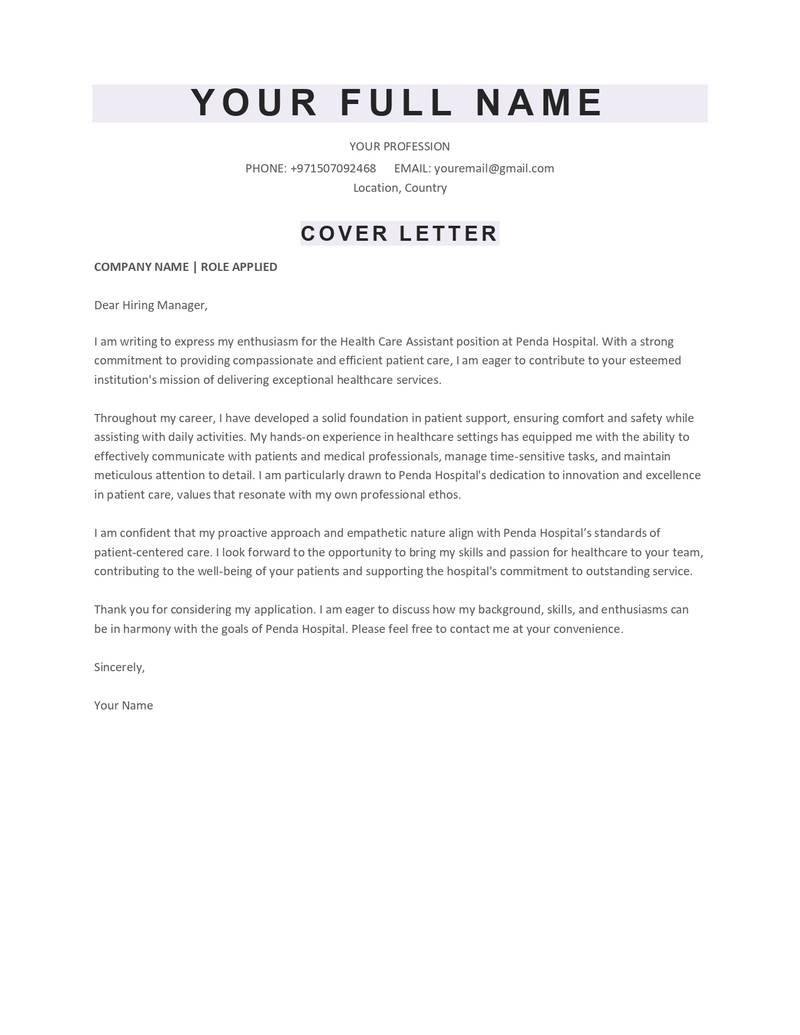 YOUR FULL NAME
YOUR PROFESSION
PHONE: +971507092468 EMAIL: youremail@gmail.com
Location, Country
COVER LETTER
COMPANY NAME | ROLE APPLIED
Dear Hiring Manager,
I am writing to express my enthusiasm for the Health Care Assistant position at Penda Hospital. With a strong
commitment to providing compassionate and efficient patient care, I am eager to contribute to your esteemed
institution's mission of delivering exceptional healthcare services.
Throughout my career, I have developed a solid foundation in patient support, ensuring comfort and safety while
assisting with daily activities. My hands-on experience in healthcare settings has equipped me with the ability to
effectively communicate with patients and medical professionals, manage time-sensitive tasks, and maintain
meticulous attention to detail. I am particularly drawn to Penda Hospital's dedication to innovation and excellence
in patient care, values that resonate with my own professional ethos.
I am confident that my proactive approach and empathetic nature align with Penda Hospital’s standards of
patient-centered care. I look forward to the opportunity to bring my skills and passion for healthcare to your team,
contributing to the well-being of your patients and supporting the hospital's commitment to outstanding service.
Thank you for considering my application. I am eager to discuss how my background, skills, and enthusiasms can
be in harmony with the goals of Penda Hospital. Please feel free to contact me at your convenience.
Sincerely,
Your Name